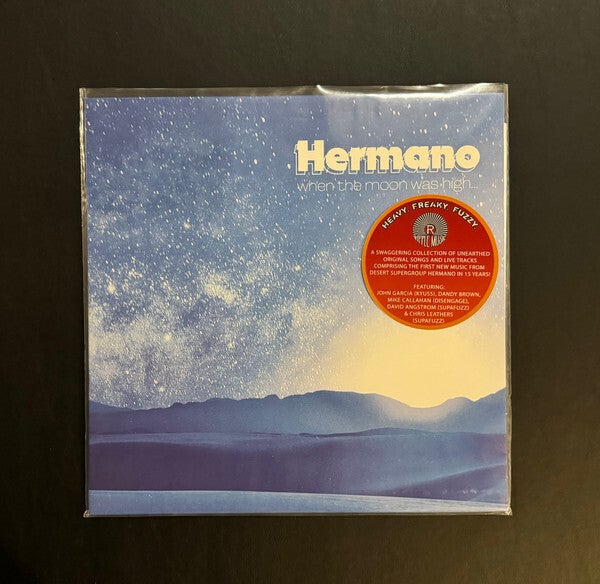 Hermano
when the moon was high...
HEAVY. FREAKY. FUZZY
R
RIPPLE MUSIC
A SWAGGERING COLLECTION OF UNEARTHED
ORIGINAL SONGS AND LIVE TRACKS
COMPRISING THE FIRST NEW MUSIC FROM
DESERT SUPERGROUP HERMANO IN 15 YEARS!
FEATURING:
JOHN GARCIA (KYUSS), DANDY BROWN,
MIKE CALLAHAN (DISENGAGE),
DAVID ANGSTROM (SUPAFUZZ)
& CHRIS LEATHERS
(SUPAFUZZ)